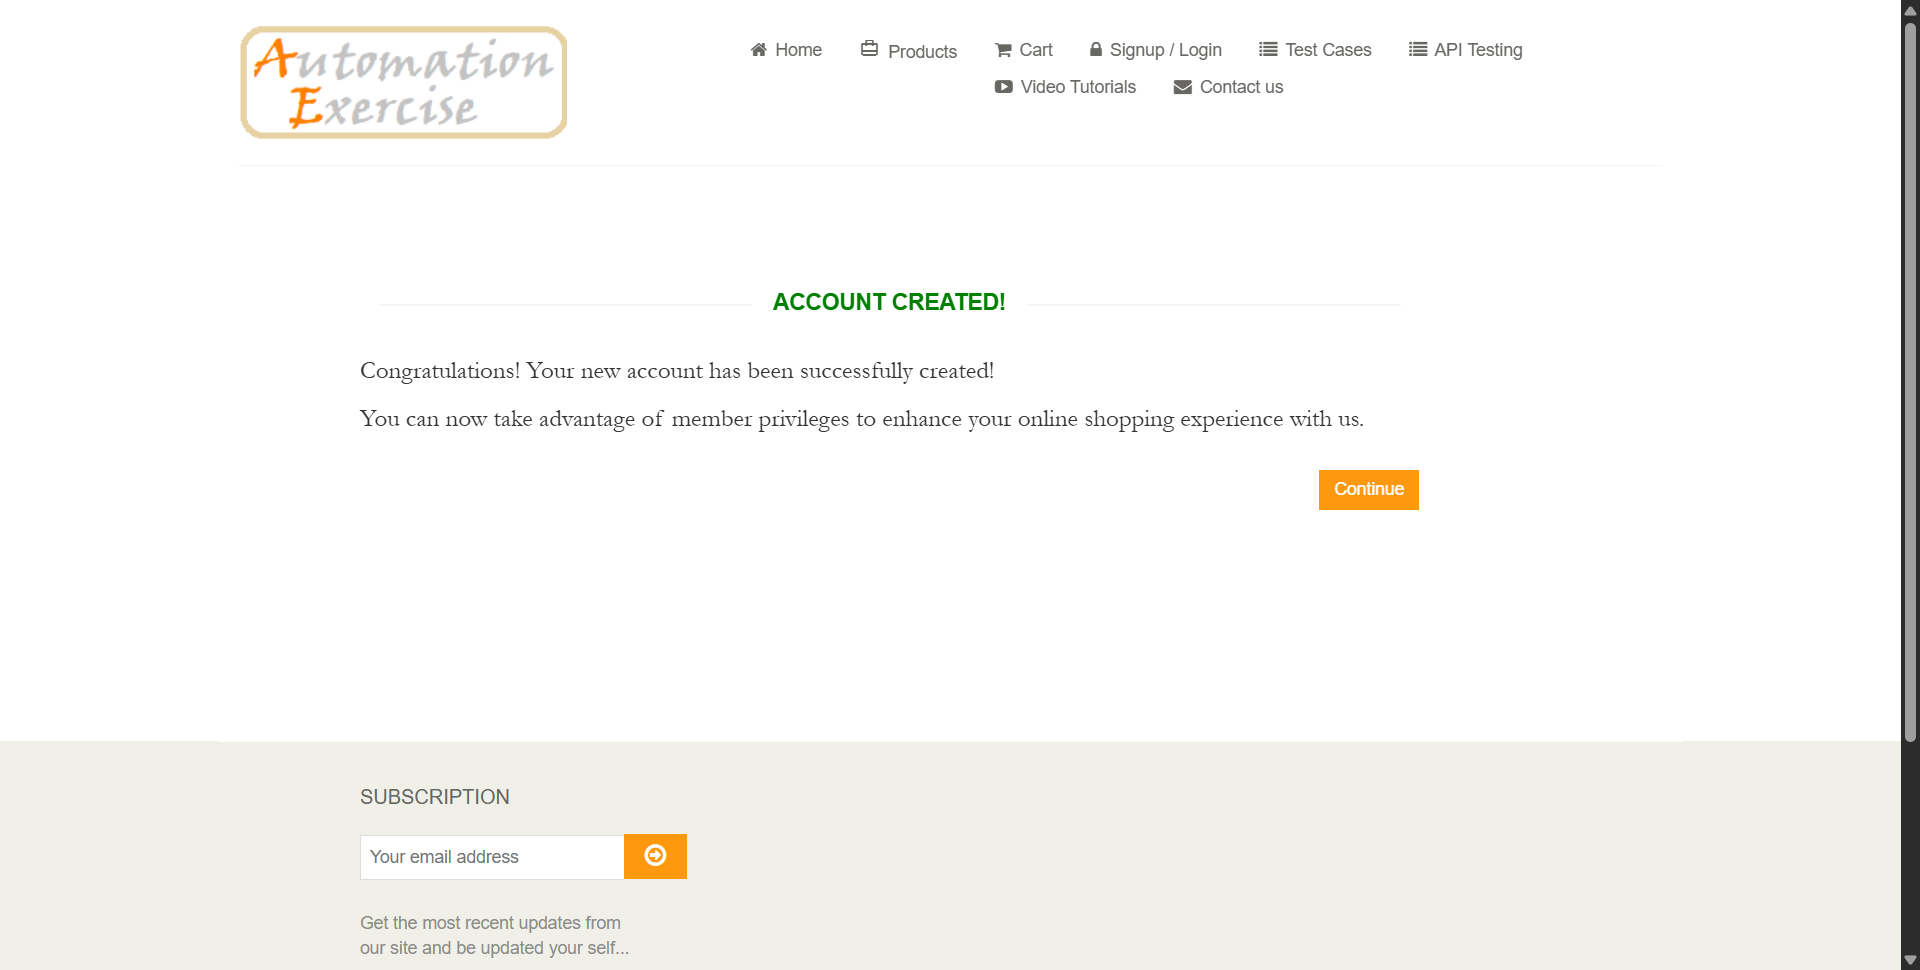 Automation
Exercise
Home
Products
Cart
Signup / Login
Test Cases
API Testing
Video Tutorials
Contact us
ACCOUNT CREATED!
Congratulations! Your new account has been successfully created!
You can now take advantage of member privileges to enhance your online shopping experience with us.
Continue
SUBSCRIPTION
Your email address
Get the most recent updates from
our site and be updated your self...